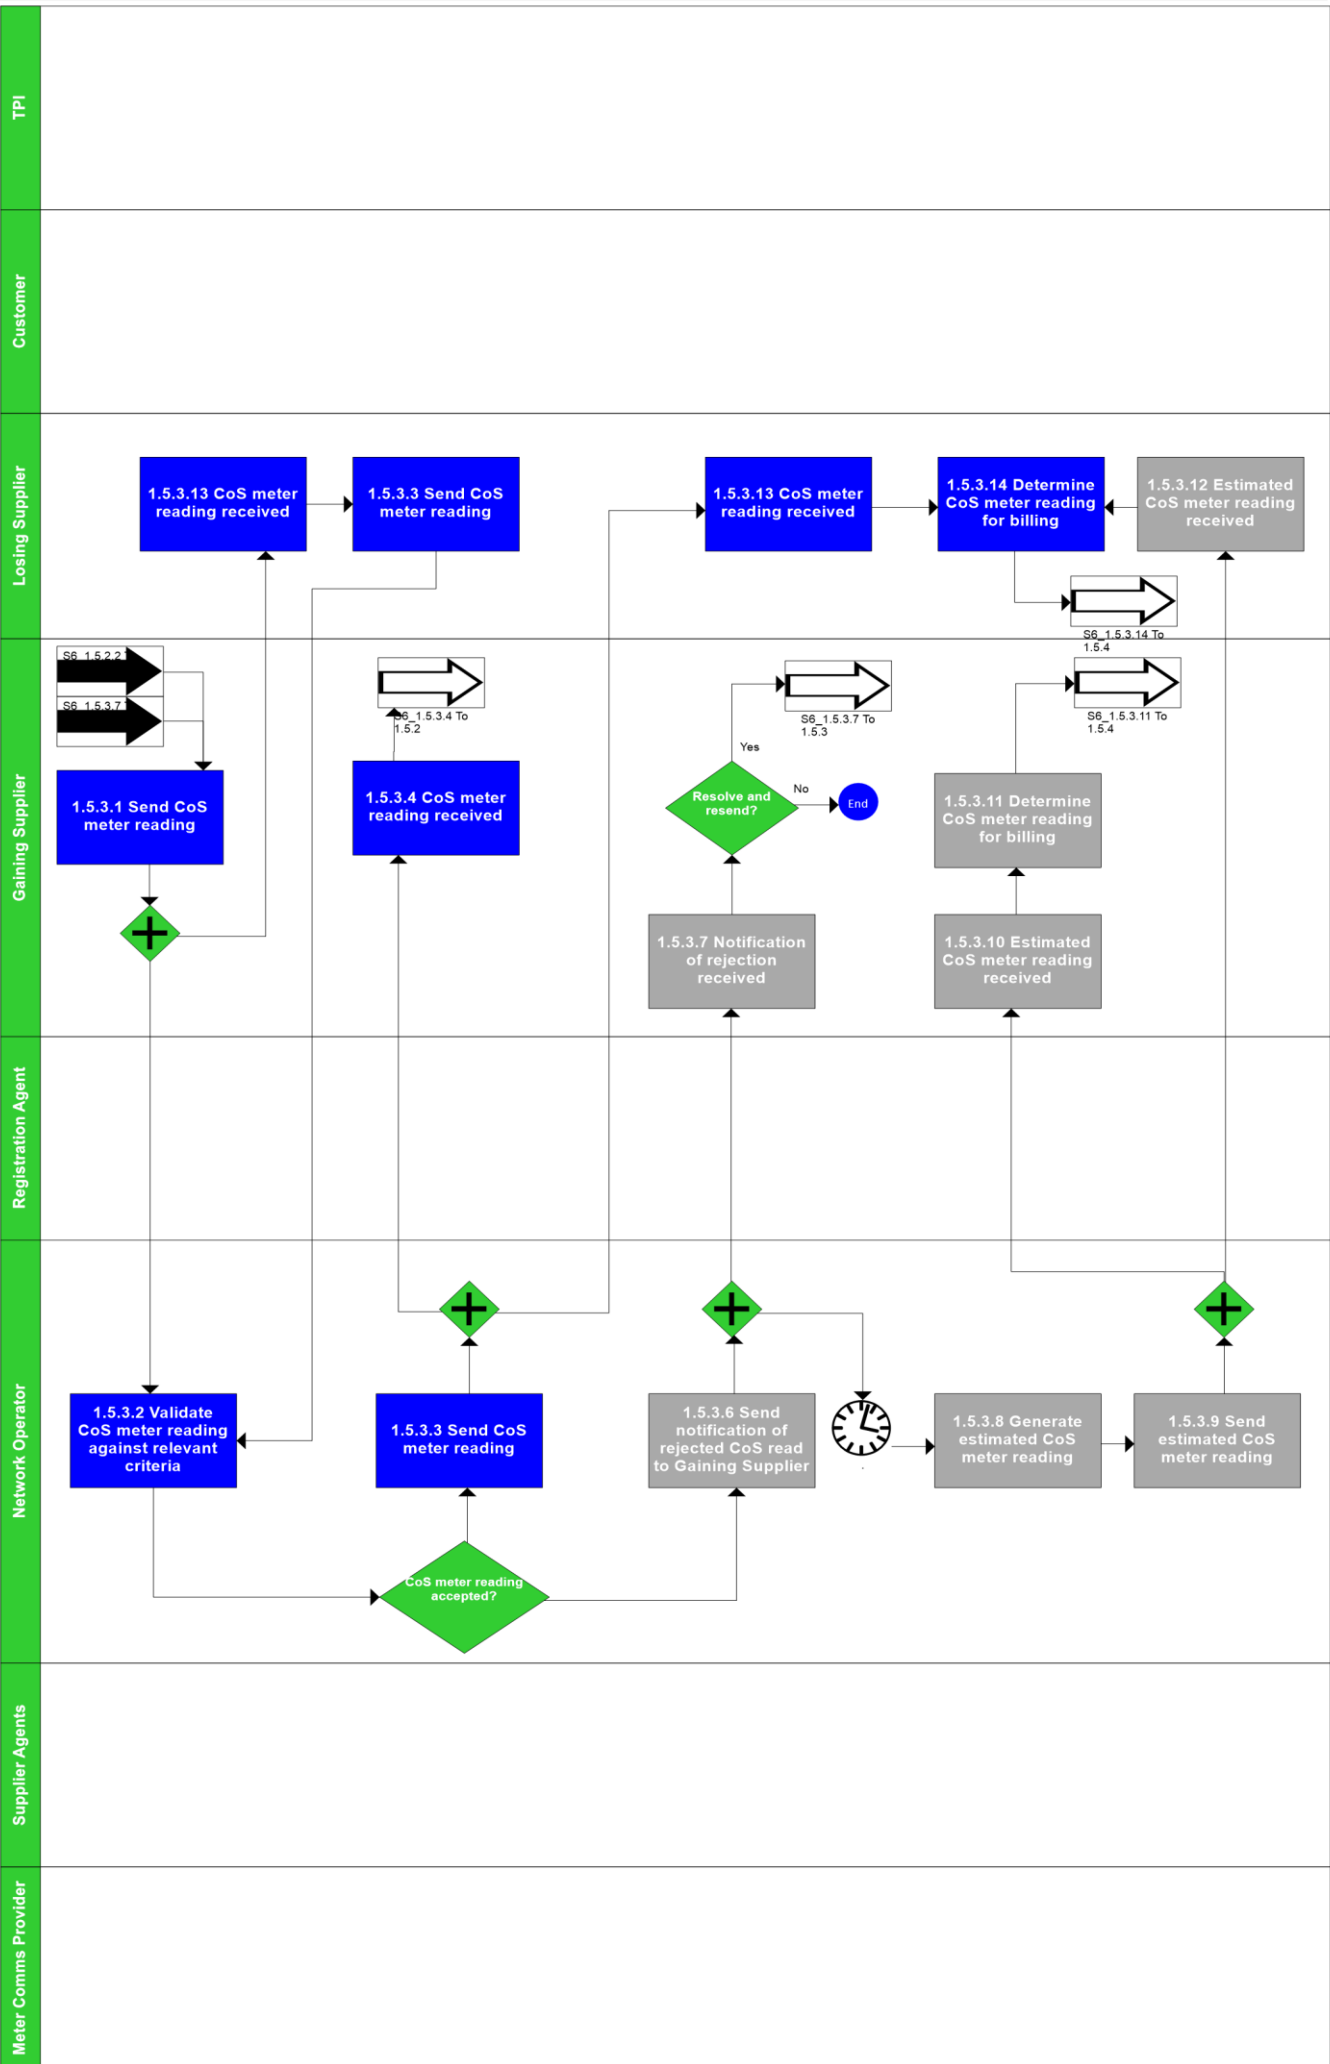 TPI
Customer
Losing Supplier
1.5.3.13 CoS meter
reading received
1.5.3.3 Send CoS
meter reading
1.5.3.13 CoS meter
reading received
1.5.3.14 Determine
CoS meter reading
for billing
1.5.3.12 Estimated
CoS meter reading
received
S6_1.5.3.14 To
1.5.4
Gaining Supplier
S6_1.5.2.2
S6_1.5.3.7
1.5.3.1 Send CoS
meter reading
S6_1.5.3.4 To
1.5.2
1.5.3.4 CoS meter
reading received
S6_1.5.3.7 To
1.5.3
Yes
Resolve and
resend?
No
End
S6_1.5.3.11 To
1.5.4
1.5.3.11 Determine
CoS meter reading
for billing
1.5.3.7 Notification
of rejection
received
1.5.3.10 Estimated
CoS meter reading
received
Registration Agent
Network Operator
1.5.3.2 Validate
CoS meter reading
against relevant
criteria
1.5.3.3 Send CoS
meter reading
1.5.3.6 Send
notification of
rejected CoS read
to Gaining Supplier
.
1.5.3.8 Generate
estimated CoS
meter reading
1.5.3.9 Send
estimated CoS
meter reading
CoS meter reading
accepted?
Supplier Agents
Meter Comms Provider